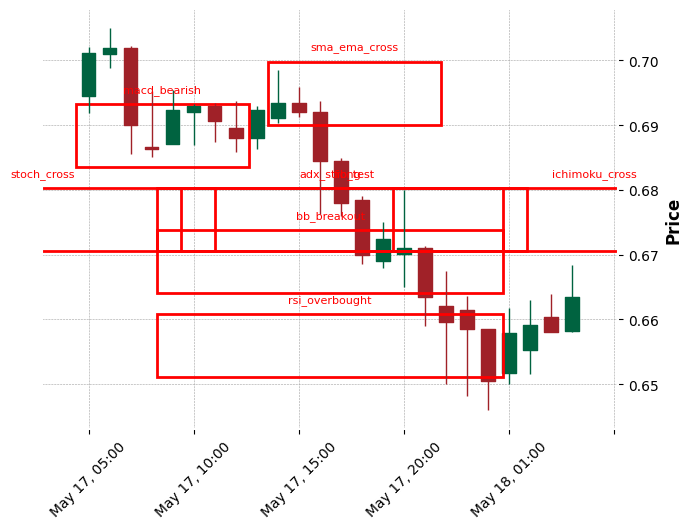 sma_ema_cross
0.70
macd_bearish
0.69
stoch_cross
ichimoku_cross
0.68
bb_breakout
0.67
rsi_overbought
0.66
0.65
Price
May 17, 05:00
May 17, 10:00
May 17, 15:00
May 17, 20:00
May 18, 01:00